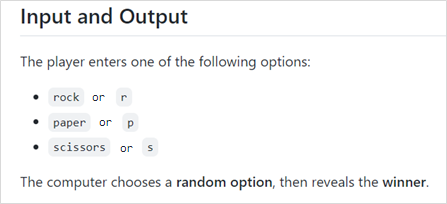 Input and Output
The player enters one of the following options:
• rock or r
• paper or p
• scissors or s
The computer chooses a random option, then reveals the winner.